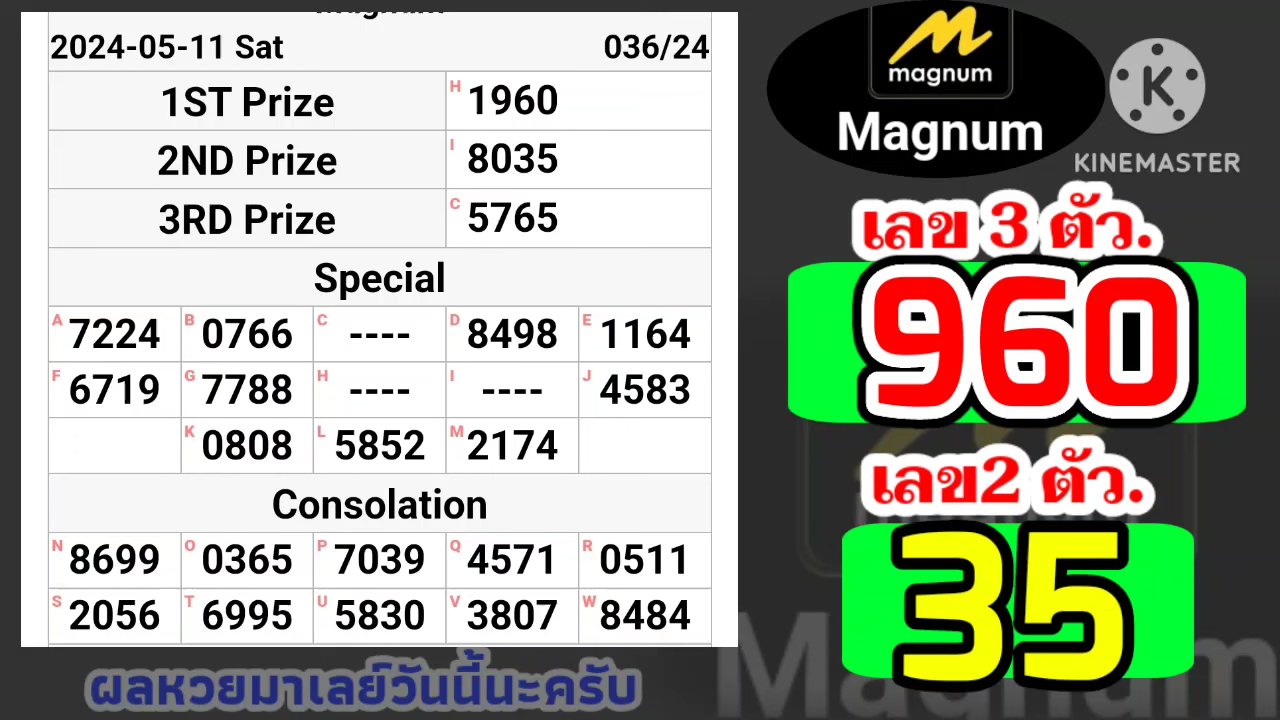 2024-05-11 Sat 036/24
1ST Prize H 1960
2ND Prize I 8035
3RD Prize C 5765
Special
A 7224 B 0766 C ---- D 8498 E 1164
F 6719 G 7788 H ---- I ---- J 4583
K 0808 L 5852 M 2174
Consolation
N 8699 O 0365 P 7039 Q 4571 R 0511
S 2056 T 6995 U 5830 V 3807 W 8484
ผลหวยมาเลย์วันนี้นะครับ
magnum
Magnum
K
KINEMASTER
เลข 3 ตัว.
960
เลข2 ตัว.
35
Magnum